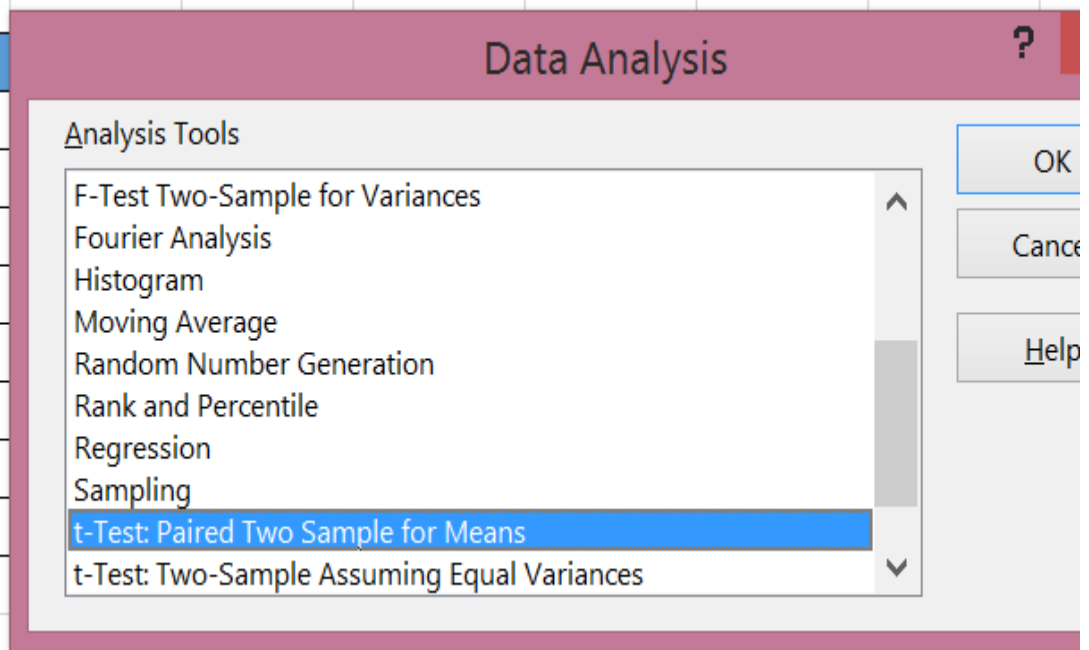 Data Analysis
?
Analysis Tools
F-Test Two-Sample for Variances
Fourier Analysis
Histogram
Moving Average
Random Number Generation
Rank and Percentile
Regression
Sampling
t-Test: Paired Two Sample for Means
t-Test: Two-Sample Assuming Equal Variances
OK
Cance
Help